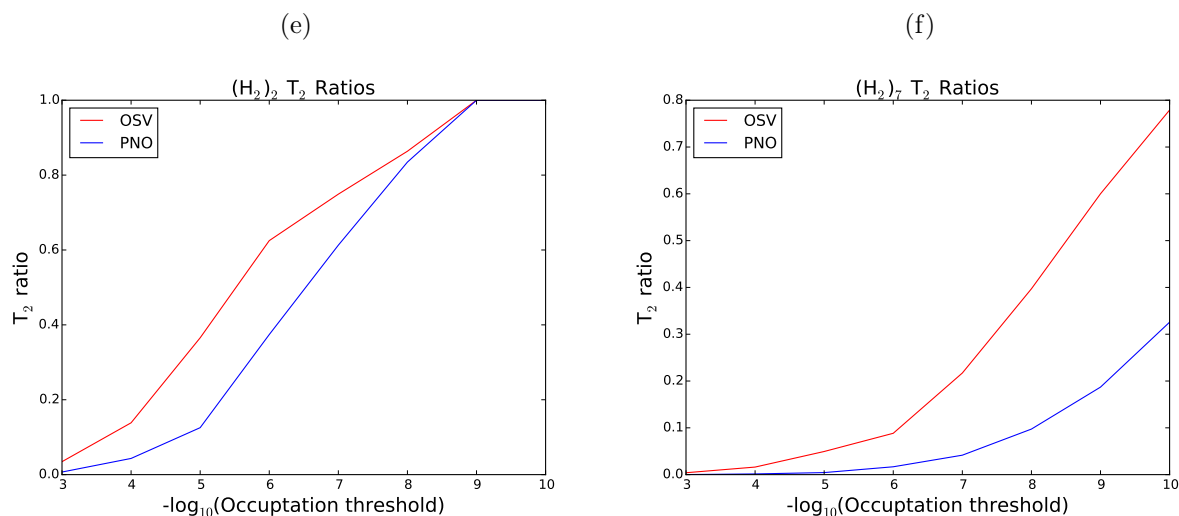 (e)
(f)
(H₂)₂ T₂ Ratios
OSV
PNO
1.0
0.8
0.6
0.4
0.2
0.0
T₂ ratio
3 4 5 6 7 8 9 10
-log₁₀(Occuptation threshold)
(H₂)₇ T₂ Ratios
OSV
PNO
0.8
0.7
0.6
0.5
0.4
0.3
0.2
0.1
0.0
T₂ ratio
3 4 5 6 7 8 9 10
-log₁₀(Occuptation threshold)